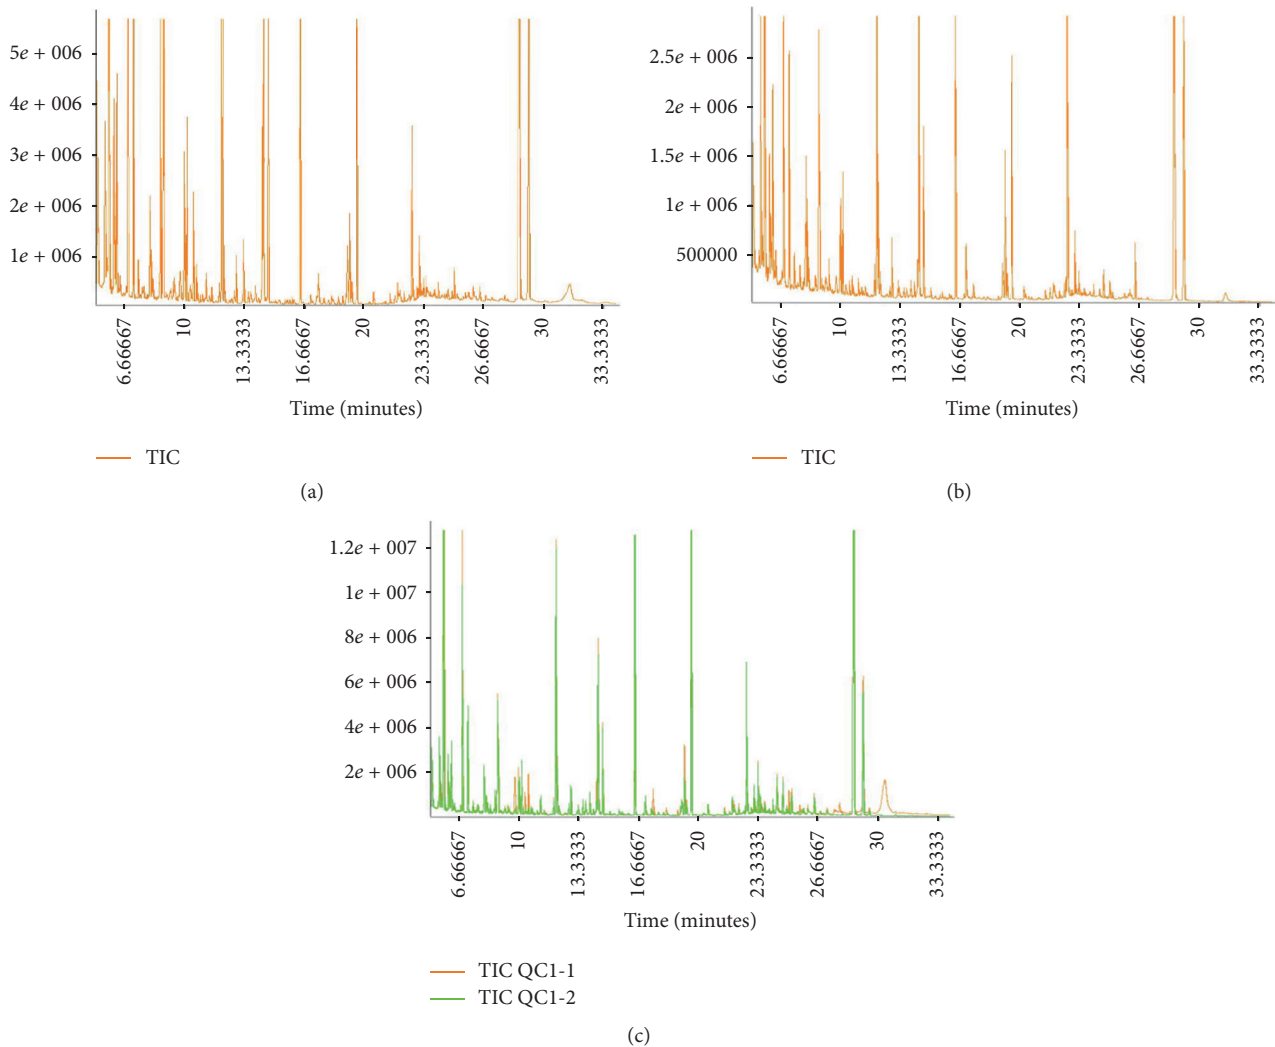 5e + 006
4e + 006
3e + 006
2e + 006
1e + 006
6.66667
10
13.3333
16.6667
20
23.3333
26.6667
30
33.3333
Time (minutes)
TIC
(a)
2.5e + 006
2e + 006
1.5e + 006
1e + 006
500000
6.66667
10
13.3333
16.6667
20
23.3333
26.6667
30
33.3333
Time (minutes)
TIC
(b)
1.2e + 007
1e + 007
8e + 006
6e + 006
4e + 006
2e + 006
6.66667
10
13.3333
16.6667
20
23.3333
26.6667
30
33.3333
Time (minutes)
TIC QC1-1
TIC QC1-2
(c)